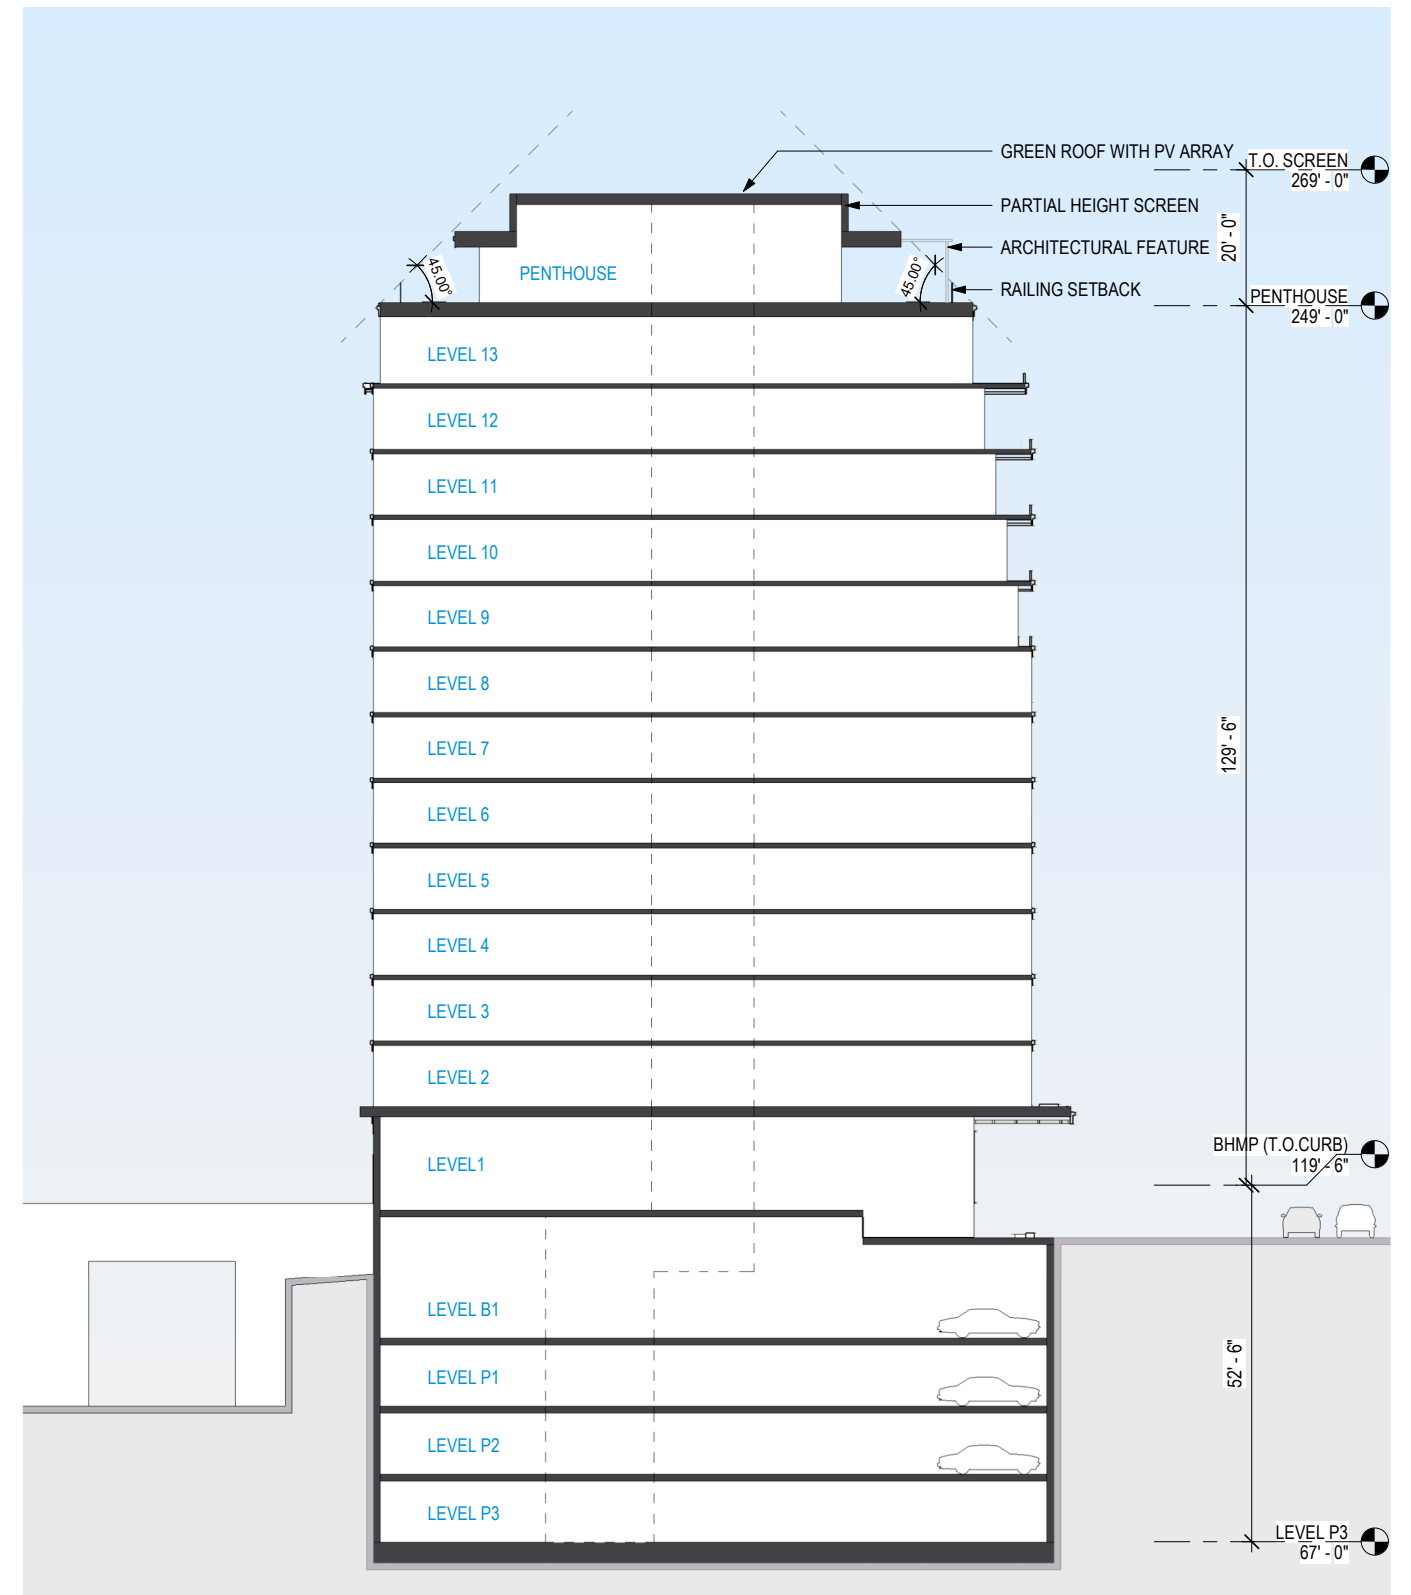 GREEN ROOF WITH PV ARRAY
T.O. SCREEN
269' - 0"
PARTIAL HEIGHT SCREEN
20' - 0"
ARCHITECTURAL FEATURE
PENTHOUSE
45.00°
45.00°
RAILING SETBACK
PENTHOUSE
249' - 0"
LEVEL 13
LEVEL 12
LEVEL 11
LEVEL 10
LEVEL 9
LEVEL 8
LEVEL 7
129' - 6"
LEVEL 6
LEVEL 5
LEVEL 4
LEVEL 3
LEVEL 2
BHMP (T.O.CURB)
119' - 6"
LEVEL1
LEVEL B1
52' - 6"
LEVEL P1
LEVEL P2
LEVEL P3
LEVEL P3
67' - 0"